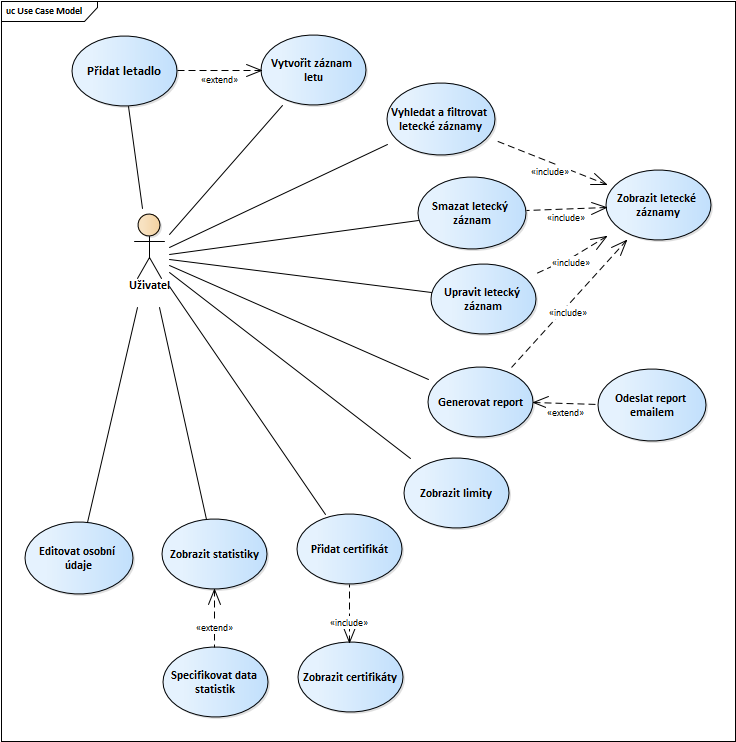 uc Use Case Model
Přidat letadlo
«extend»
Vytvořit záznam
letu
Vyhledat a filtrovat
letecké záznamy
«include»
Zobrazit letecké
záznamy
Smazat letecký
záznam
«include»
Uživatel
Upravit letecký
záznam
«include»
«include»
Generovat report
«extend»
Odeslat report
emailem
Zobrazit limity
Editovat osobní
údaje
Zobrazit statistiky
Přidat certifikát
«extend»
«include»
Specifikovat data
statistik
Zobrazit certifikáty